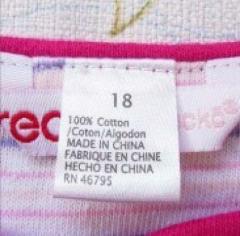 18
100% Cotton
/Coton/Algodon
MADE IN CHINA
FABRIQUE EN CHINE
HECHO EN CHINA
RN 46795